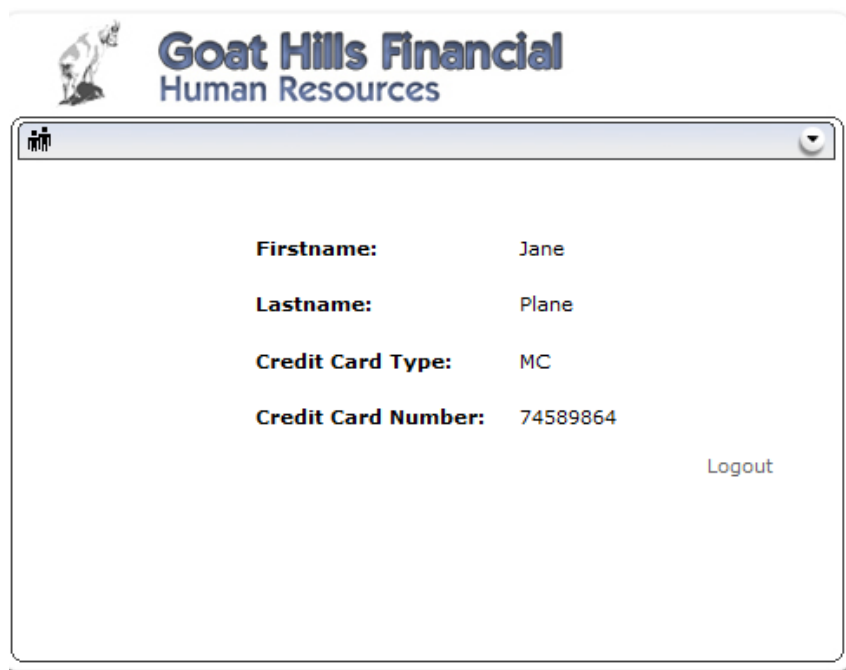 Goat Hills Financial
Human Resources
Firstname: Jane
Lastname: Plane
Credit Card Type: MC
Credit Card Number: 74589864
Logout